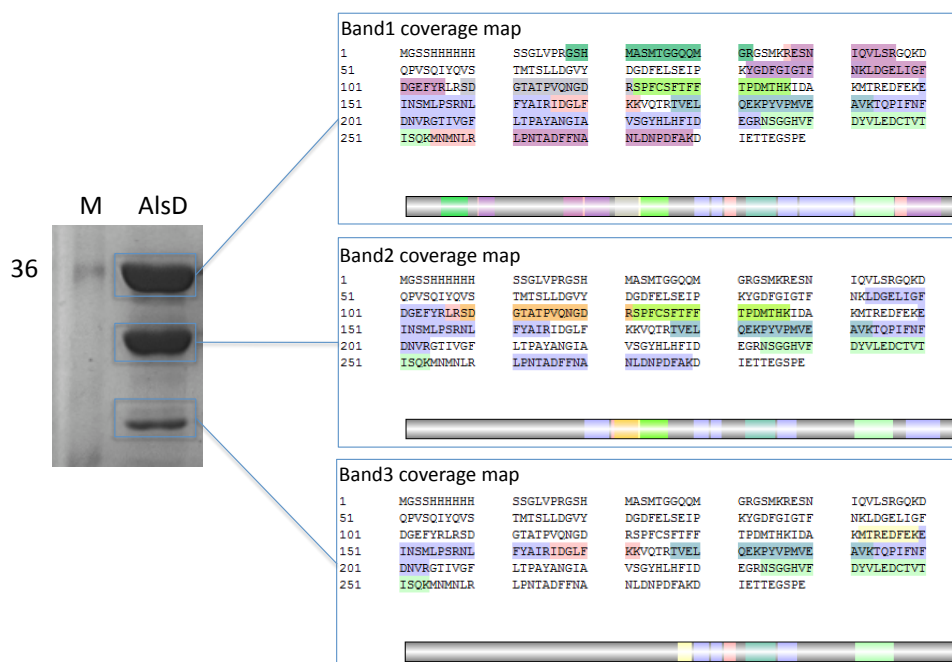 Band1 coverage map
1 MGSSHHHHHH SSGLVPRGSH MASMTGGQQM GRGSMKRESN IQVLSRGQKD
51 QPVSQIYQVS TMTSLLDGVY DGDFELSEIP KYGDFGIGTF NKLDGELIGF
101 DGEFYRLRSD GTATPVQNGD RSPFCSFTFF TPDMTHKIDA KMTREDFEKE
151 INSMLPSRNL FYAIRIDGLF KKVQTRTVEL QEKPYVPMVE AVKTQPIFNF
201 DNVRGTIVGF LTPAYANGIA VSGYHLHFID EGRNSGGHVF DYVLEDCTVT
251 ISQKMNMNLR LPNTADFFNA NLDNPDFAKD IETTEGSPE
M AlsD
36
Band2 coverage map
1 MGSSHHHHHH SSGLVPRGSH MASMTGGQQM GRGSMKRESN IQVLSRGQKD
51 QPVSQIYQVS TMTSLLDGVY DGDFELSEIP KYGDFGIGTF NKLDGELIGF
101 DGEFYRLRSD GTATPVQNGD RSPFCSFTFF TPDMTHKIDA KMTREDFEKE
151 INSMLPSRNL FYAIRIDGLF KKVQTRTVEL QEKPYVPMVE AVKTQPIFNF
201 DNVRGTIVGF LTPAYANGIA VSGYHLHFID EGRNSGGHVF DYVLEDCTVT
251 ISQKMNMNLR LPNTADFFNA NLDNPDFAKD IETTEGSPE
Band3 coverage map
1 MGSSHHHHHH SSGLVPRGSH MASMTGGQQM GRGSMKRESN IQVLSRGQKD
51 QPVSQIYQVS TMTSLLDGVY DGDFELSEIP KYGDFGIGTF NKLDGELIGF
101 DGEFYRLRSD GTATPVQNGD RSPFCSFTFF TPDMTHKIDA KMTREDFEKE
151 INSMLPSRNL FYAIRIDGLF KKVQTRTVEL QEKPYVPMVE AVKTQPIFNF
201 DNVRGTIVGF LTPAYANGIA VSGYHLHFID EGRNSGGHVF DYVLEDCTVT
251 ISQKMNMNLR LPNTADFFNA NLDNPDFAKD IETTEGSPE